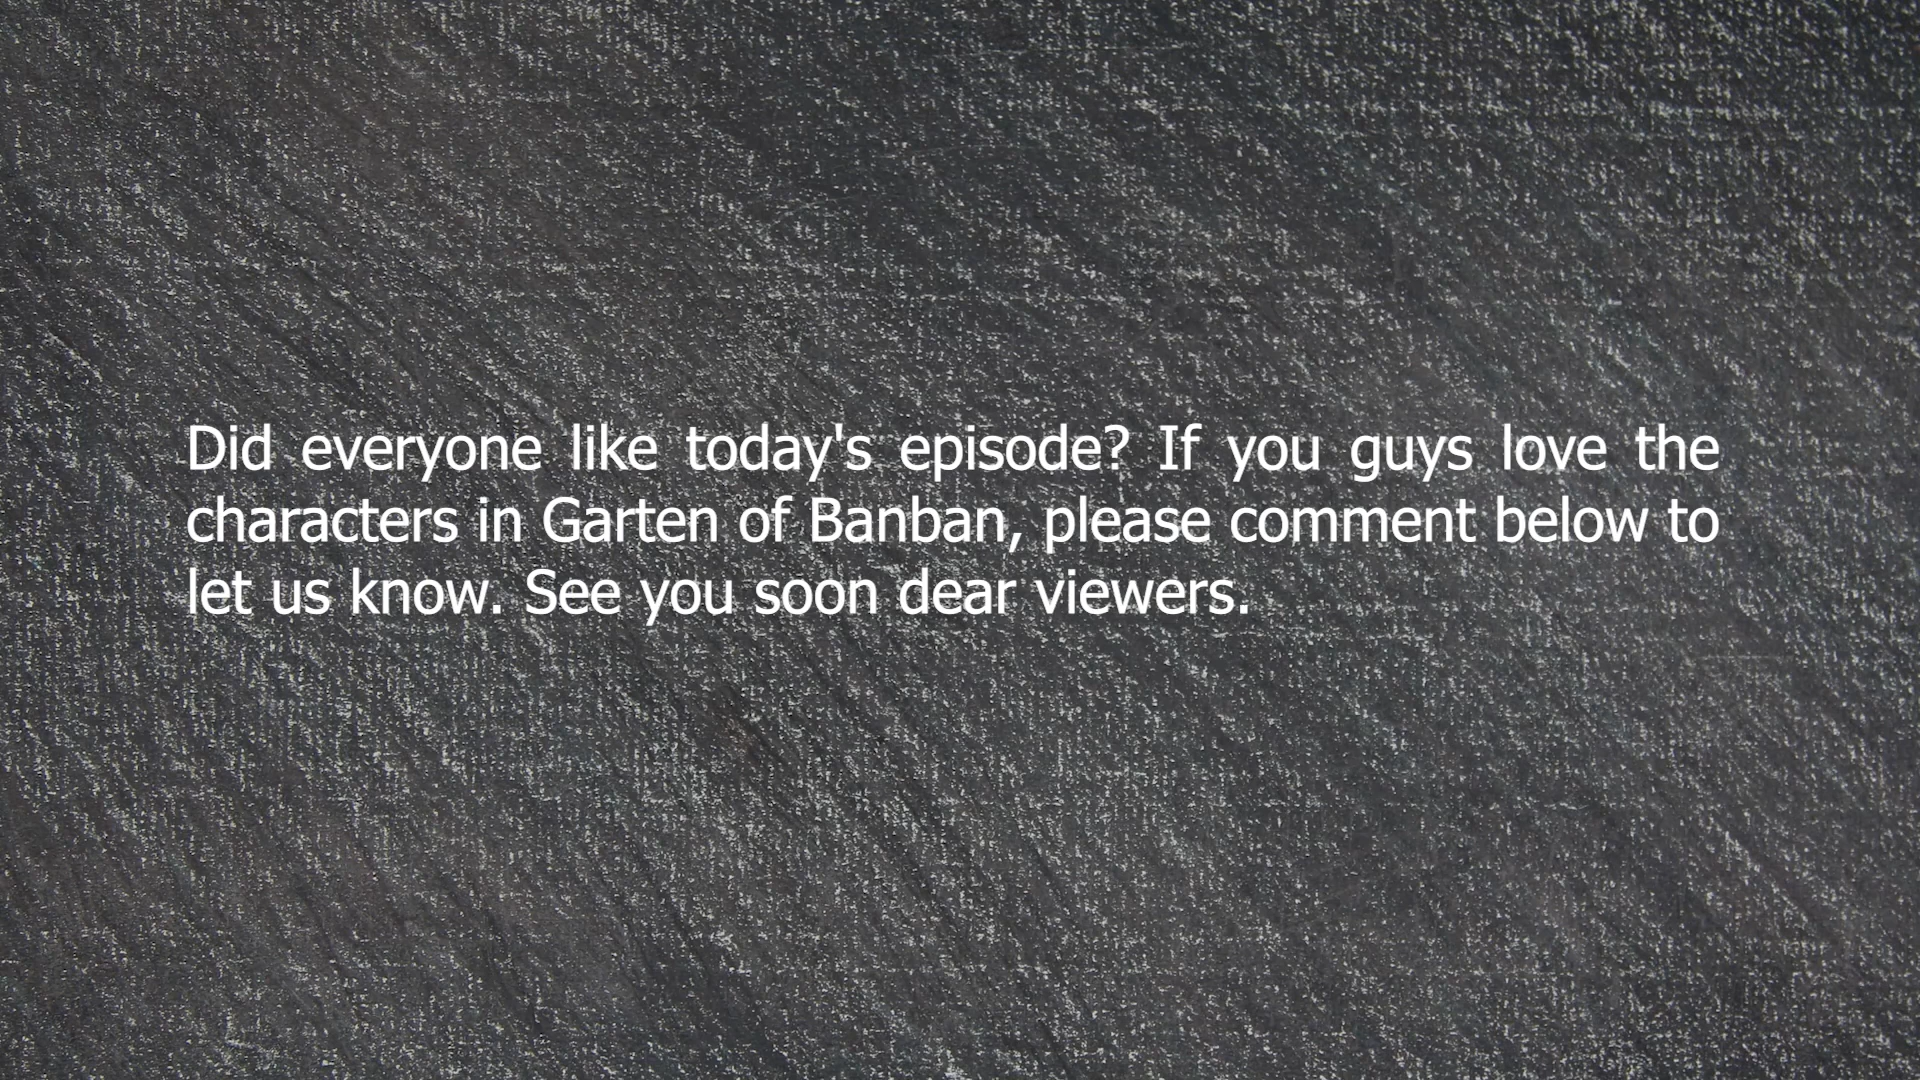 Did everyone like today's episode? If you guys love the
characters in Garten of Banban, please comment below to
let us know. See you soon dear viewers.